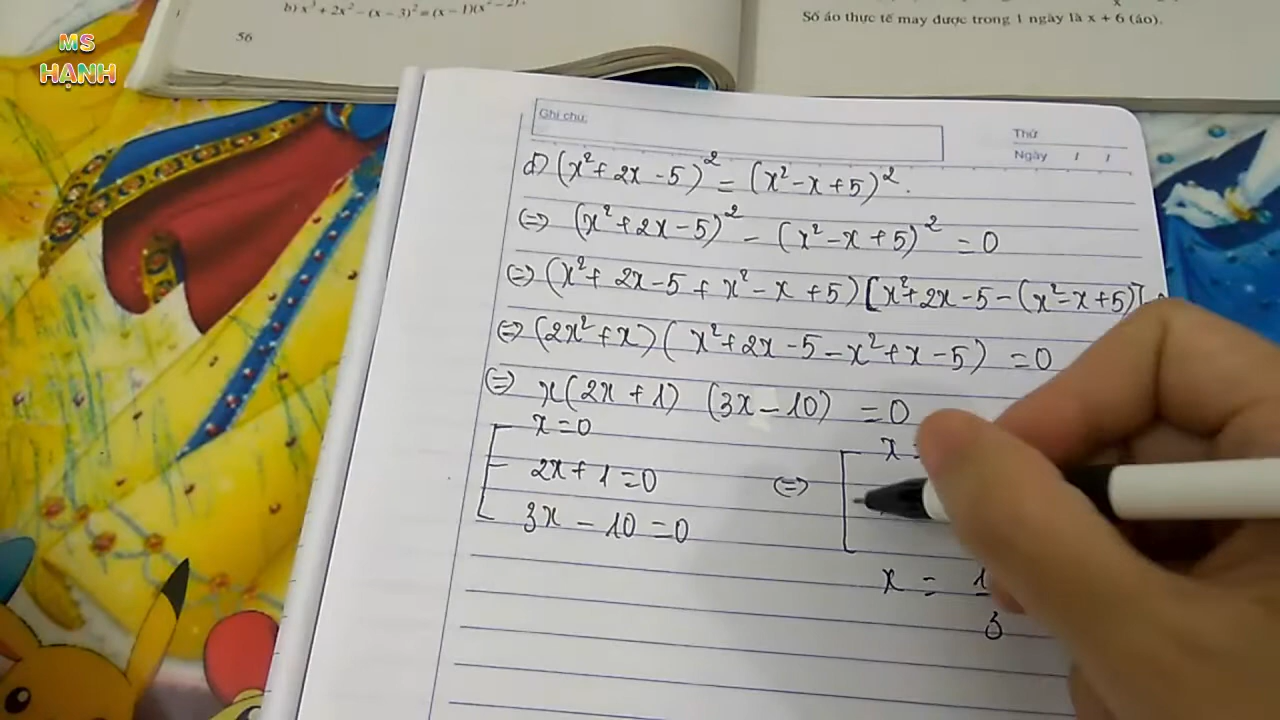 MS
HẠNH
b) x³ + 2x² – (x – 3)² = (x – 1)(x² – 2).
56
Số áo thực tế may được trong 1 ngày là x + 6 (áo).
Ghi chú:
Thứ
Ngày / /
d) (x² + 2x - 5)² = (x² - x + 5)².
<=> (x² + 2x - 5)² - (x² - x + 5)² = 0
<=> (x² + 2x - 5 + x² - x + 5) [x² + 2x - 5 - (x² - x + 5)]
<=> (2x² + x) (x² + 2x - 5 - x² + x - 5) = 0
<=> x(2x + 1) (3x - 10) = 0
x = 0
2x + 1 = 0
3x - 10 = 0
<=>
x =
x = 1
3